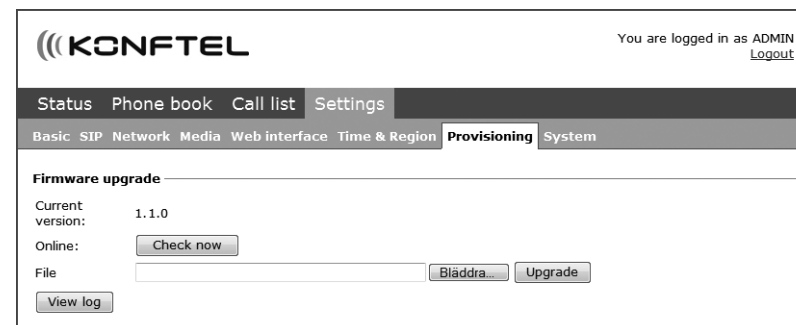 KONFTEL
You are logged in as ADMIN
Logout
Status Phone book Call list Settings
Basic SIP Network Media Web interface Time & Region Provisioning System
Firmware upgrade
Current
version: 1.1.0
Online: Check now
File Bläddra... Upgrade
View log